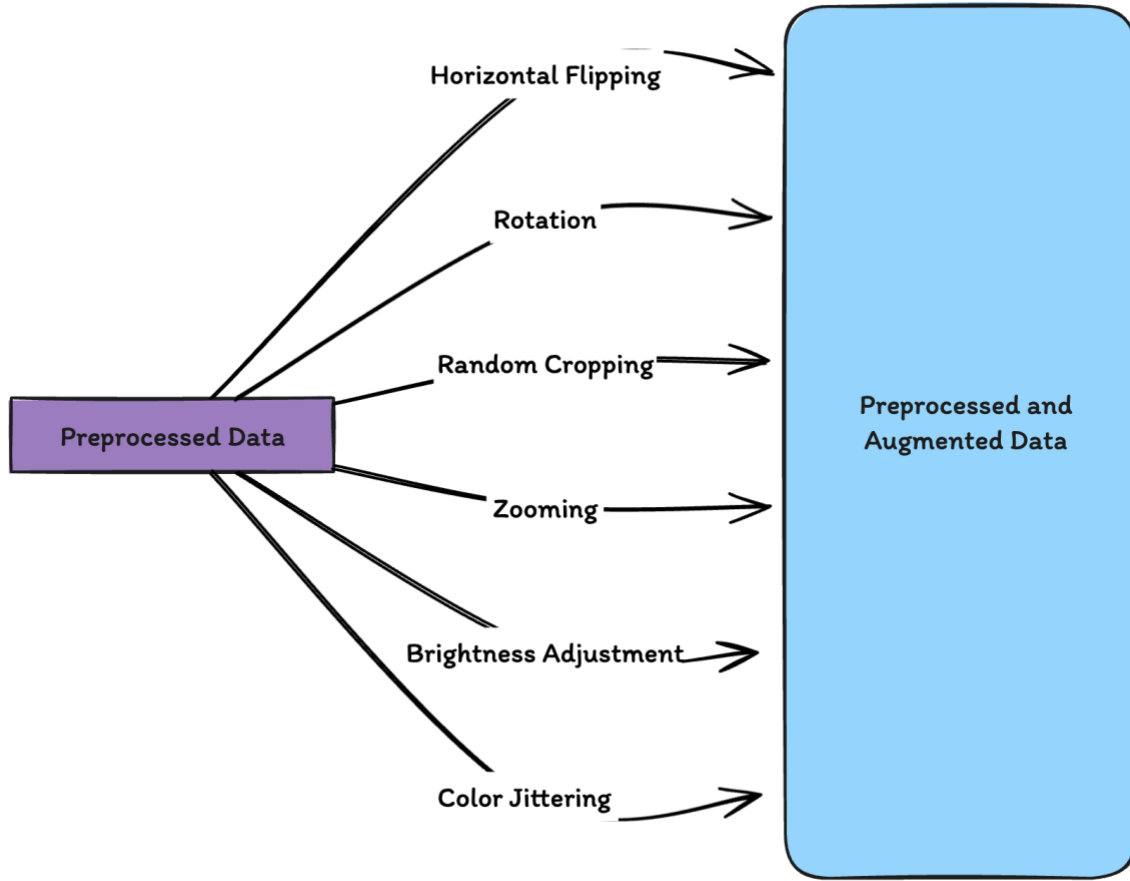 Horizontal Flipping
Rotation
Random Cropping
Preprocessed Data
Preprocessed and
Augmented Data
Zooming
Brightness Adjustment
Color Jittering